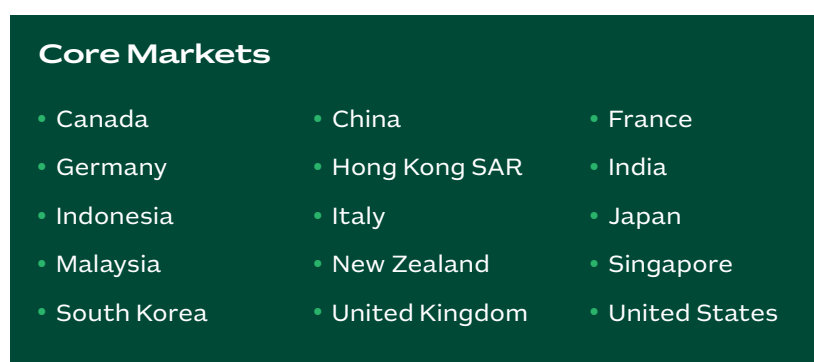 Core Markets
• Canada • China • France
• Germany • Hong Kong SAR • India
• Indonesia • Italy • Japan
• Malaysia • New Zealand • Singapore
• South Korea • United Kingdom • United States